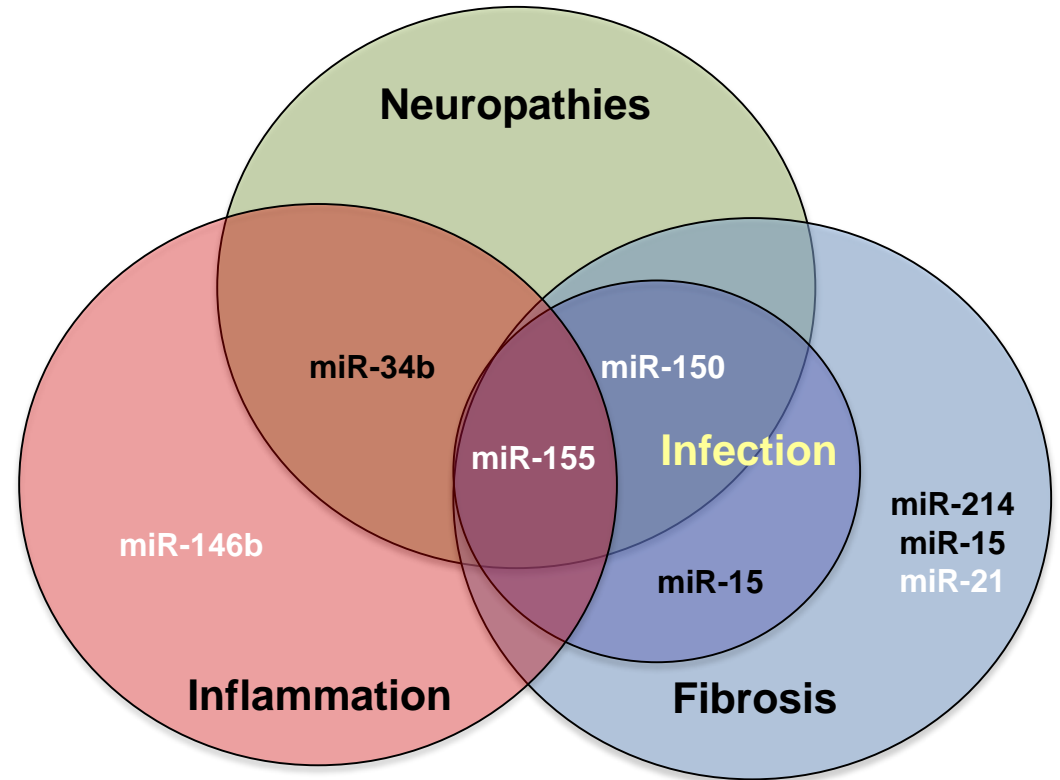 Neuropathies
miR-34b
miR-150
miR-155
Infection
miR-146b
miR-214
miR-15
miR-21
miR-15
Inflammation
Fibrosis